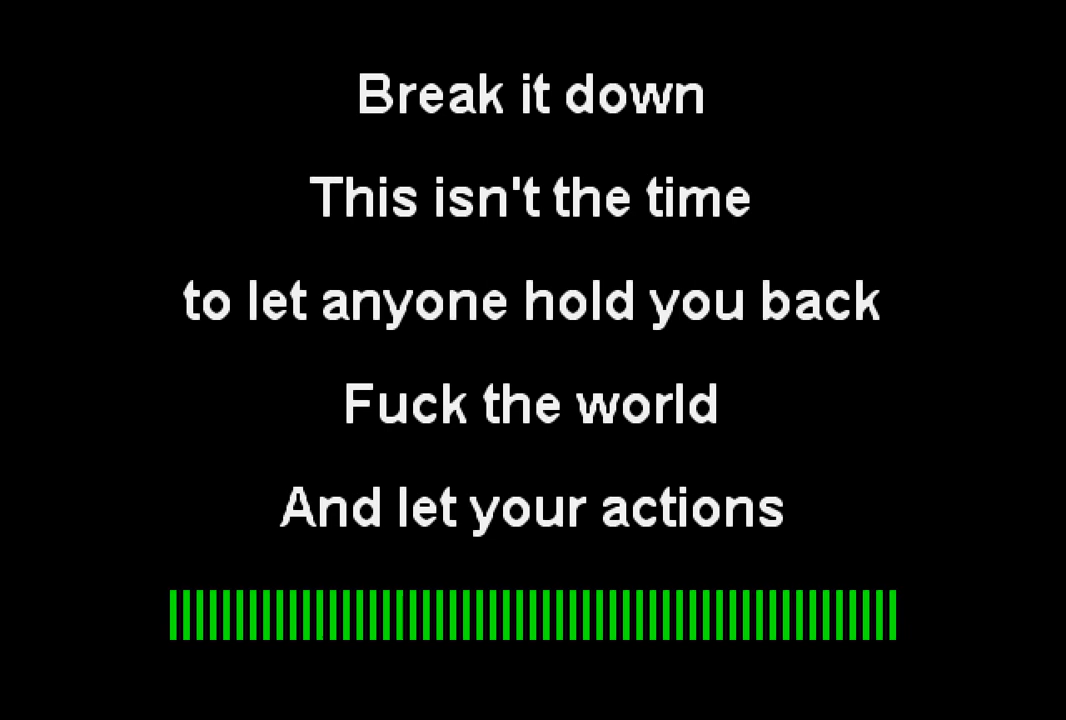 Break it down
This isn't the time
to let anyone hold you back
Fuck the world
And let your actions